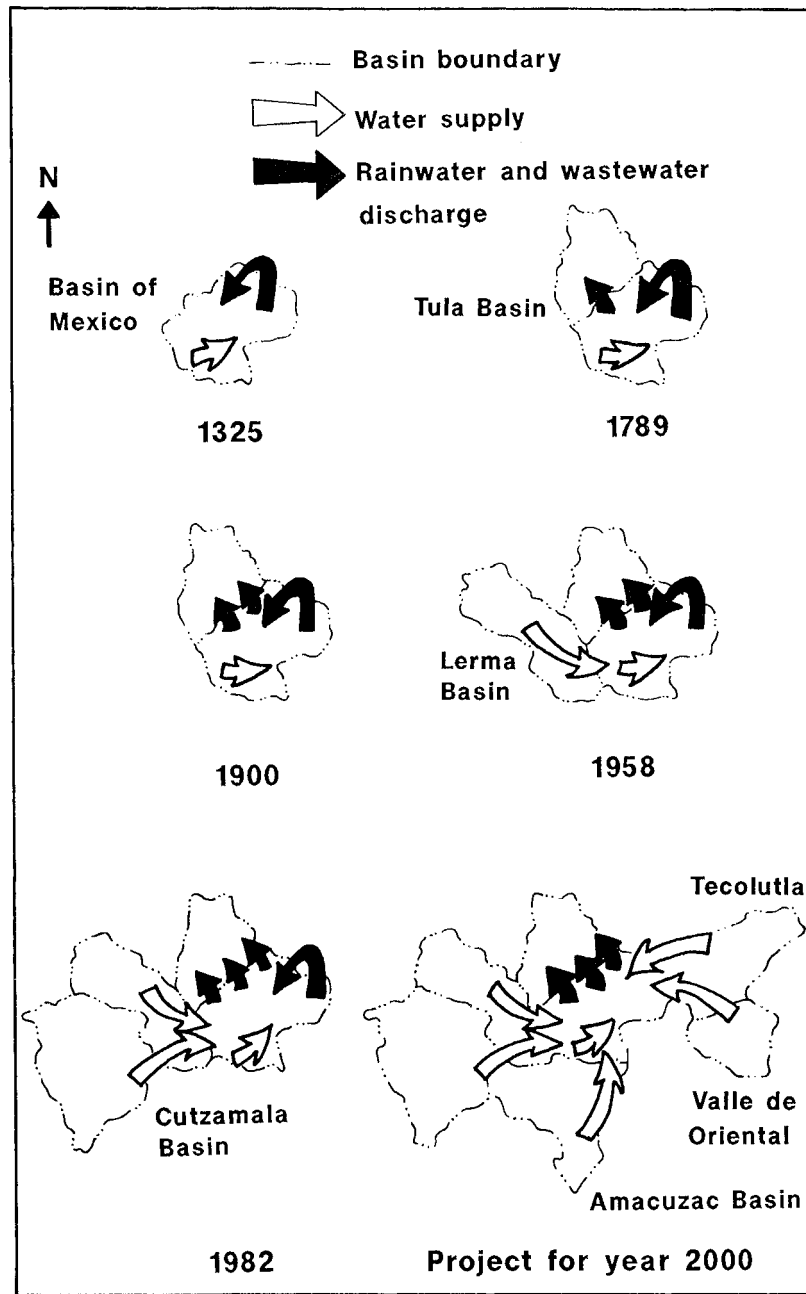 Basin boundary
Water supply
Rainwater and wastewater
discharge
N
Basin of
Mexico
Tula Basin
1325
1789
Lerma
Basin
1900
1958
Tecolutla
Cutzamala
Basin
Valle de
Oriental
Amacuzac Basin
1982
Project for year 2000